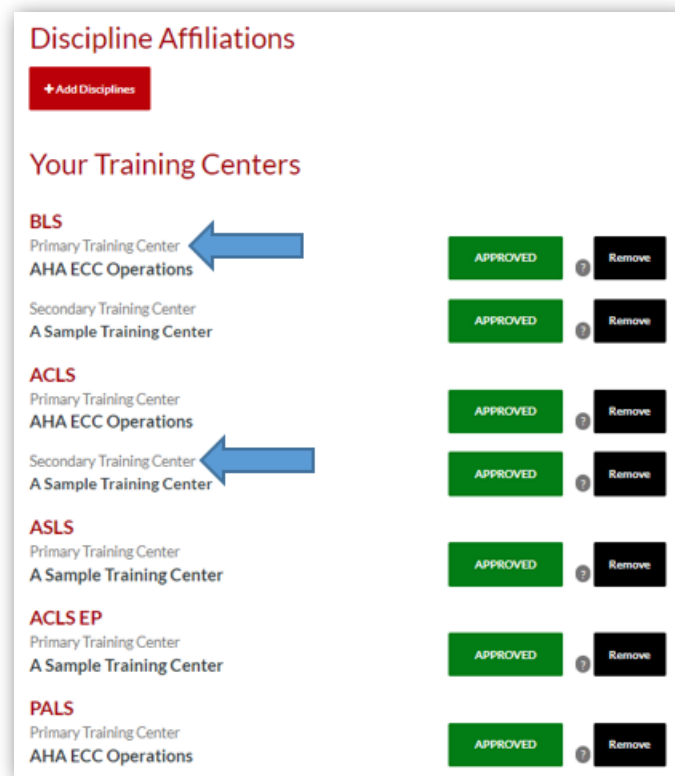 Discipline Affiliations
+ Add Disciplines
Your Training Centers
BLS
Primary Training Center
AHA ECC Operations
APPROVED ? Remove
Secondary Training Center
A Sample Training Center
APPROVED ? Remove
ACLS
Primary Training Center
AHA ECC Operations
APPROVED ? Remove
Secondary Training Center
A Sample Training Center
APPROVED ? Remove
ASLS
Primary Training Center
A Sample Training Center
APPROVED ? Remove
ACLS EP
Primary Training Center
A Sample Training Center
APPROVED ? Remove
PALS
Primary Training Center
AHA ECC Operations
APPROVED ? Remove